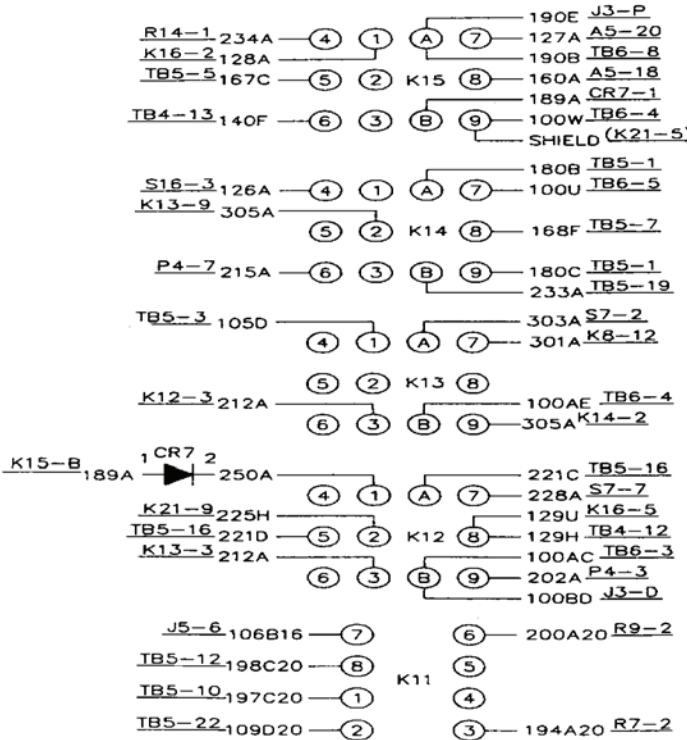 190E J3-P
R14-1 234A 4 1 A 7 127A A5-20
K16-2 128A 190B TB6-8
TB5-5 167C 5 2 K15 8 160A A5-18
189A CR7-1
TB4-13 140F 6 3 B 9 100W TB6-4
SHIELD (K21-5)
180B TB5-1
S16-3 126A 4 1 A 7 100U TB6-5
K13-9 305A
5 2 K14 8 168F TB5-7
P4-7 215A 6 3 B 9 180C TB5-1
233A TB5-19
TB5-3 105D 303A S7-2
4 1 A 7 301A K8-12
5 2 K13 8
K12-3 212A 100AE TB6-4
6 3 B 9 305A K14-2
K15-B 189A 1 CR7 2 250A 221C TB5-16
4 1 A 7 228A S7-7
K21-9 225H 129U K16-5
TB5-16 221D 5 2 K12 8 129H TB4-12
K13-3 212A 100AC TB6-3
6 3 B 9 202A P4-3
100BD J3-D
J5-6 106B16 7 6 200A20 R9-2
TB5-12 198C20 8 5
K11
TB5-10 197C20 1 4
TB5-22 109D20 2 3 194A20 R7-2